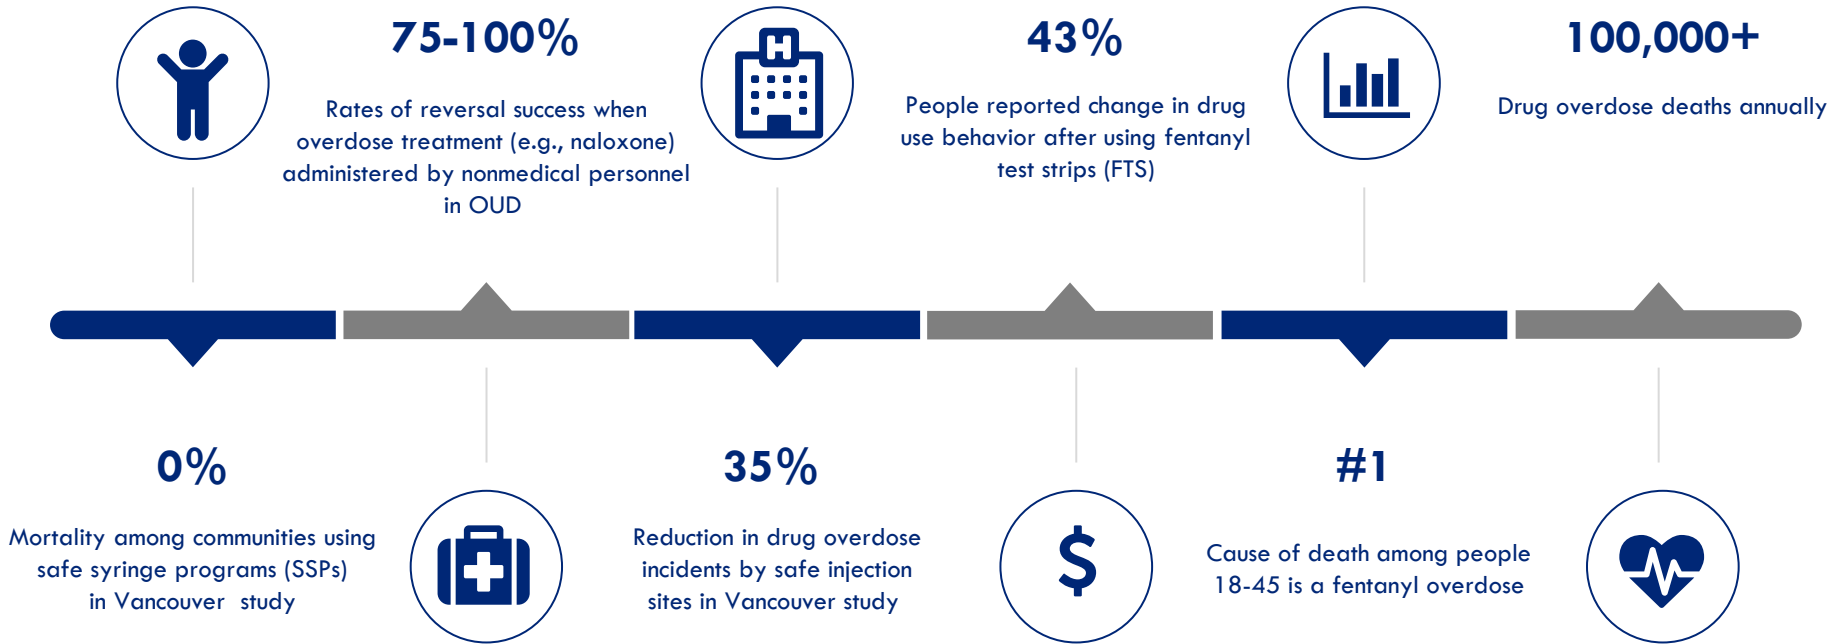 75-100%
Rates of reversal success when
overdose treatment (e.g., naloxone)
administered by nonmedical personnel
in OUD
H
43%
People reported change in drug
use behavior after using fentanyl
test strips (FTS)
100,000+
Drug overdose deaths annually
0%
Mortality among communities using
safe syringe programs (SSPs)
in Vancouver study
35%
Reduction in drug overdose
incidents by safe injection
sites in Vancouver study
$
#1
Cause of death among people
18-45 is a fentanyl overdose